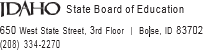 IDAHO State Board of Education
650 West State Street, 3rd Floor | Boise, ID 83702
(208) 334-2270